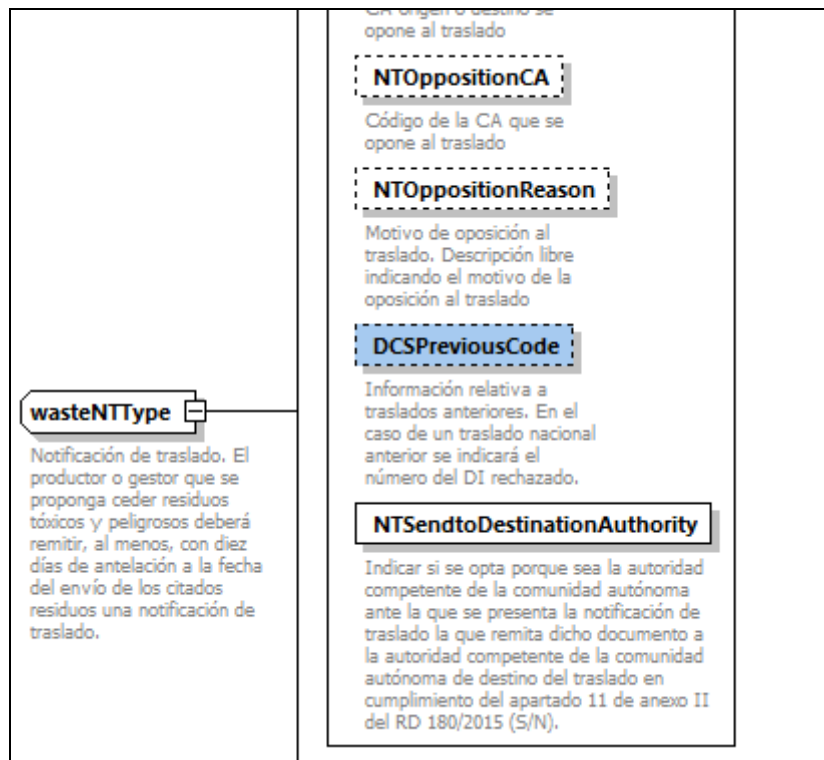 CA origen o destino se
opone al traslado
NTOppositionCA
Código de la CA que se
opone al traslado
NTOppositionReason
Motivo de oposición al
traslado. Descripción libre
indicando el motivo de la
oposición al traslado
DCSPreviousCode
Información relativa a
traslados anteriores. En el
caso de un traslado nacional
anterior se indicará el
número del DI rechazado.
wasteNTType
Notificación de traslado. El
productor o gestor que se
proponga ceder residuos
tóxicos y peligrosos deberá
remitir, al menos, con diez
días de antelación a la fecha
del envío de los citados
residuos una notificación de
traslado.
NTSendtoDestinationAuthority
Indicar si se opta porque sea la autoridad
competente de la comunidad autónoma
ante la que se presenta la notificación de
traslado la que remita dicho documento a
la autoridad competente de la comunidad
autónoma de destino del traslado en
cumplimiento del apartado 11 de anexo II
del RD 180/2015 (S/N).